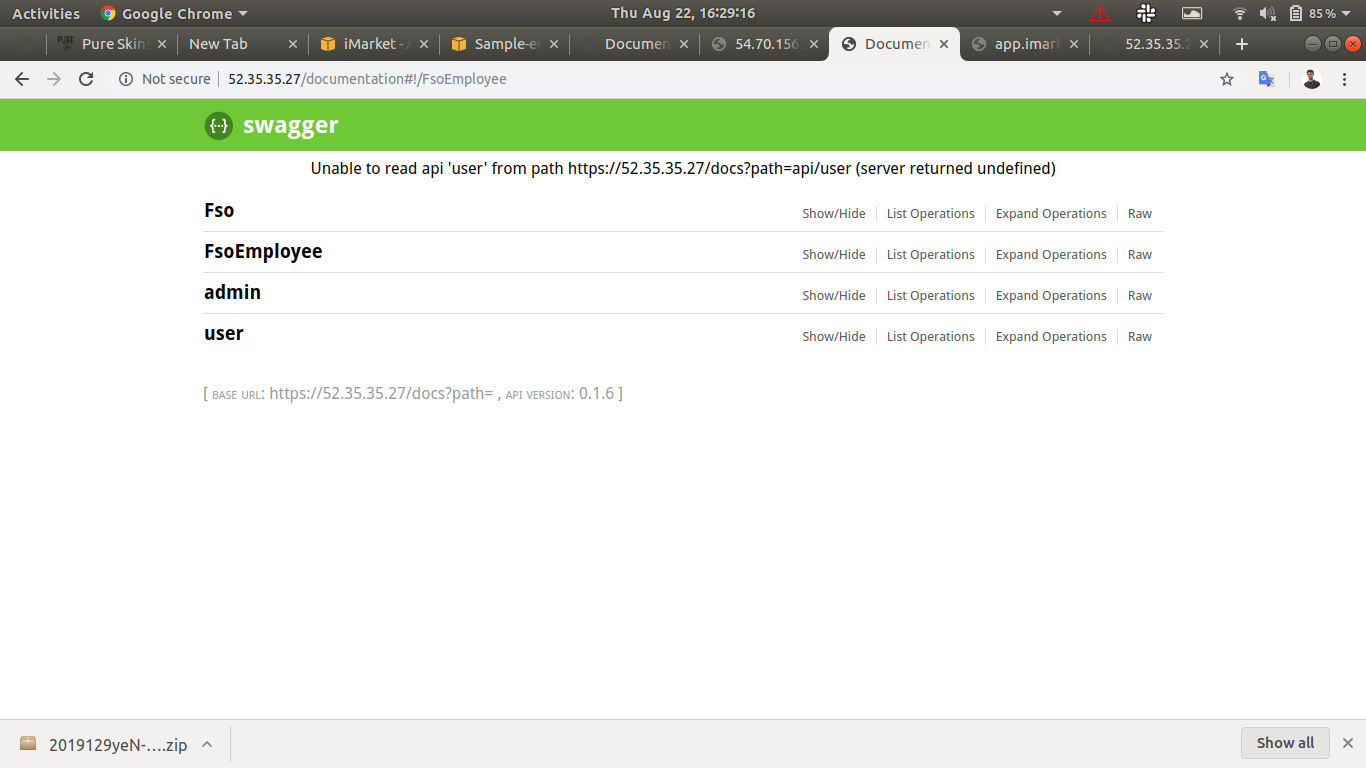 Activities Google Chrome Thu Aug 22, 16:29:16 85%
Pure Skin New Tab iMarket - Sample-e Documen 54.70.156 Documen app.imark 52.35.35.2
Not secure 52.35.35.27/documentation#!/FsoEmployee
{···} swagger
Unable to read api 'user' from path https://52.35.35.27/docs?path=api/user (server returned undefined)
Fso Show/Hide List Operations Expand Operations Raw
FsoEmployee Show/Hide List Operations Expand Operations Raw
admin Show/Hide List Operations Expand Operations Raw
user Show/Hide List Operations Expand Operations Raw
[ BASE URL: https://52.35.35.27/docs?path= , API VERSION: 0.1.6 ]
2019129yeN-....zip Show all